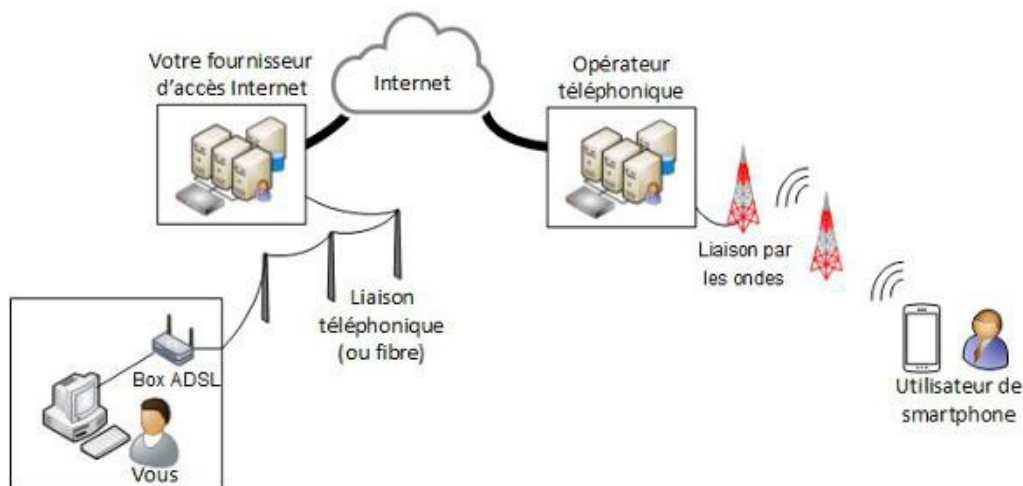 Votre fournisseur
d'accès Internet
Internet
Opérateur
téléphonique
Liaison par
les ondes
Liaison
téléphonique
(ou fibre)
Box ADSL
Vous
Utilisateur de
smartphone